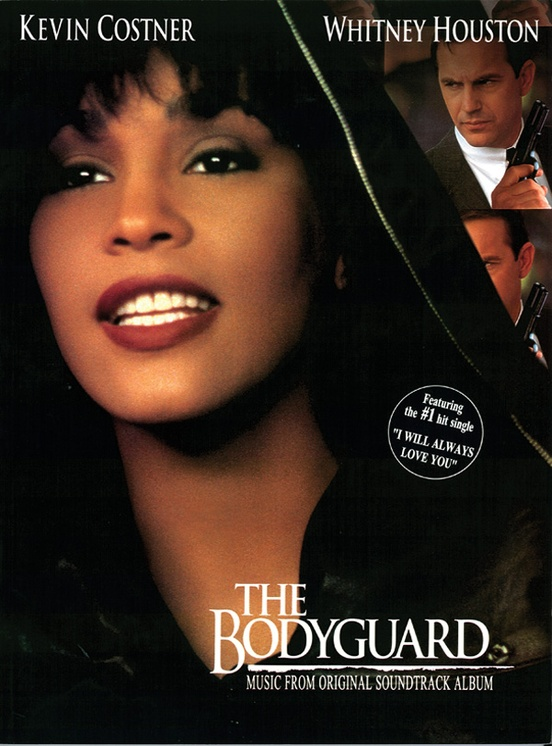 KEVIN COSTNER
WHITNEY HOUSTON
Featuring
the #1 hit single
"I WILL ALWAYS
LOVE YOU"
THE
BODYGUARD
MUSIC FROM ORIGINAL SOUNDTRACK ALBUM